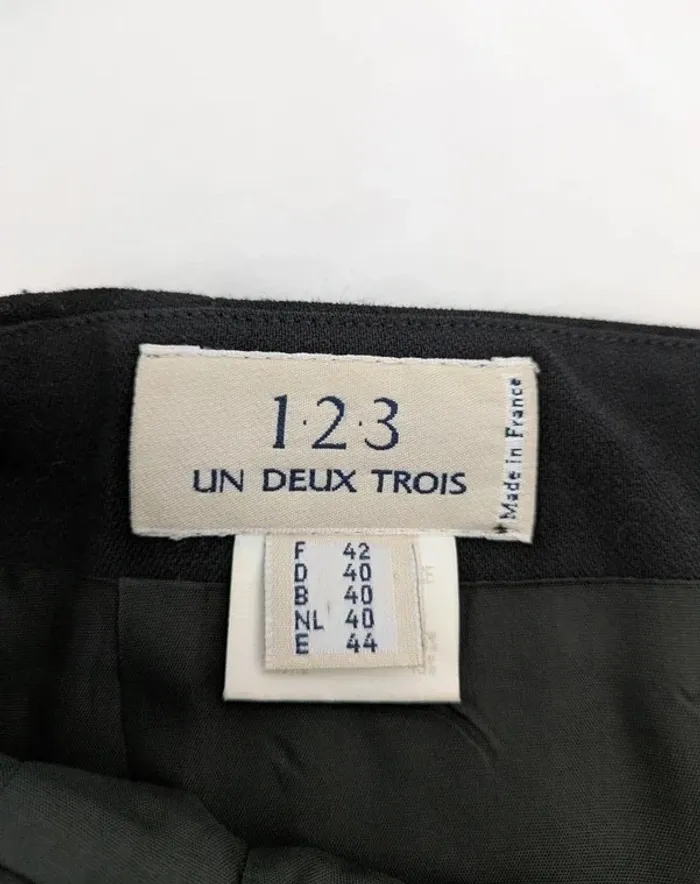 1·2·3
UN DEUX TROIS
Made in France
F 42
D 40
B 40
NL 40
E 44